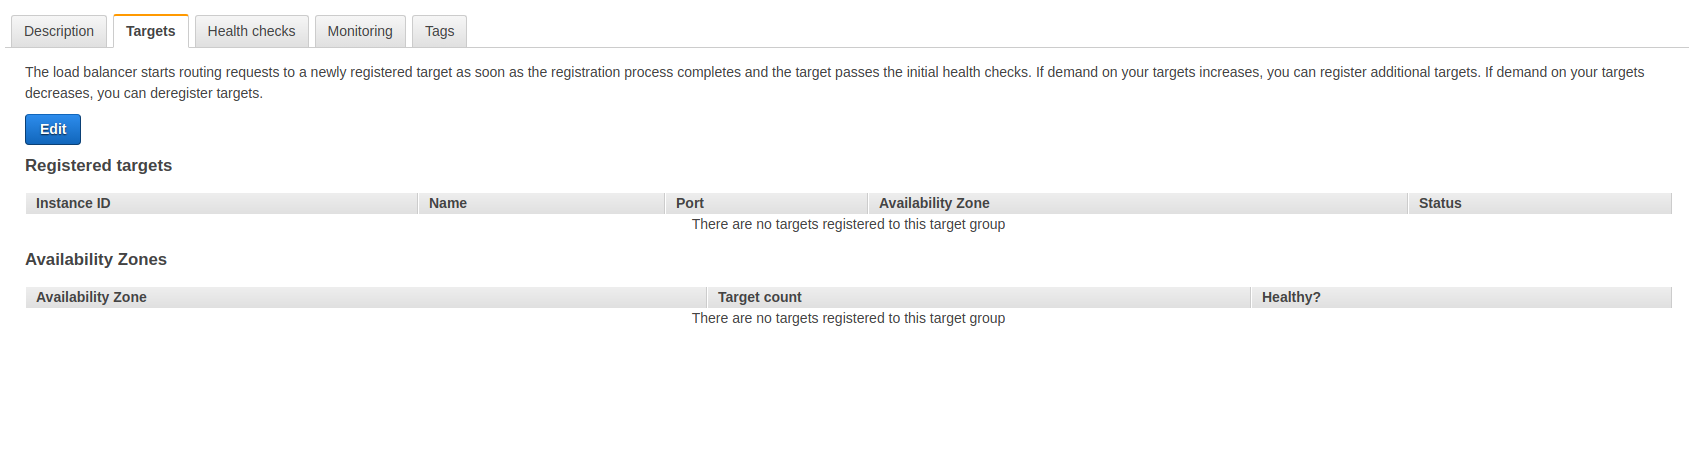 Description Targets Health checks Monitoring Tags
The load balancer starts routing requests to a newly registered target as soon as the registration process completes and the target passes the initial health checks. If demand on your targets increases, you can register additional targets. If demand on your targets
decreases, you can deregister targets.
Edit
Registered targets
Instance ID Name Port Availability Zone Status
There are no targets registered to this target group
Availability Zones
Availability Zone Target count Healthy?
There are no targets registered to this target group